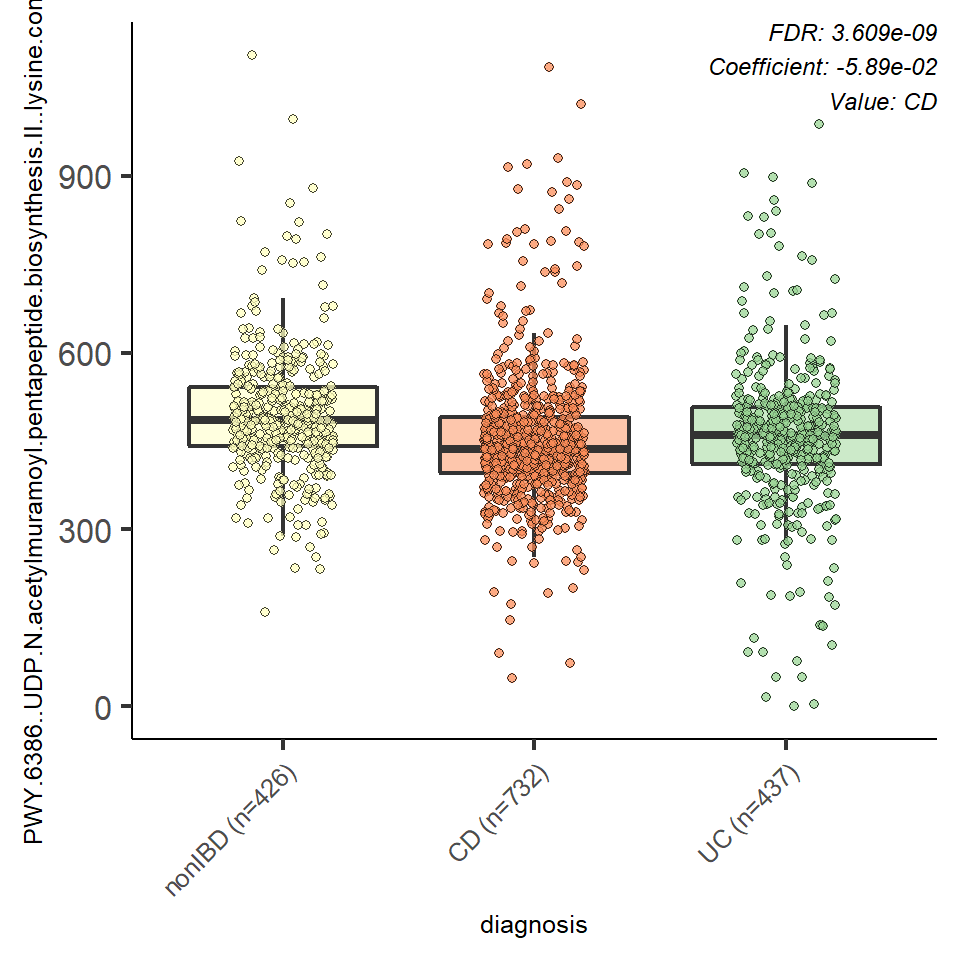 FDR: 3.609e-09
Coefficient: -5.89e-02
Value: CD
PWY.6386..UDP.N.acetylmuramoyl.pentapeptide.biosynthesis.II..lysine.con
900
600
300
0
nonIBD (n=426)
CD (n=732)
UC (n=437)
diagnosis